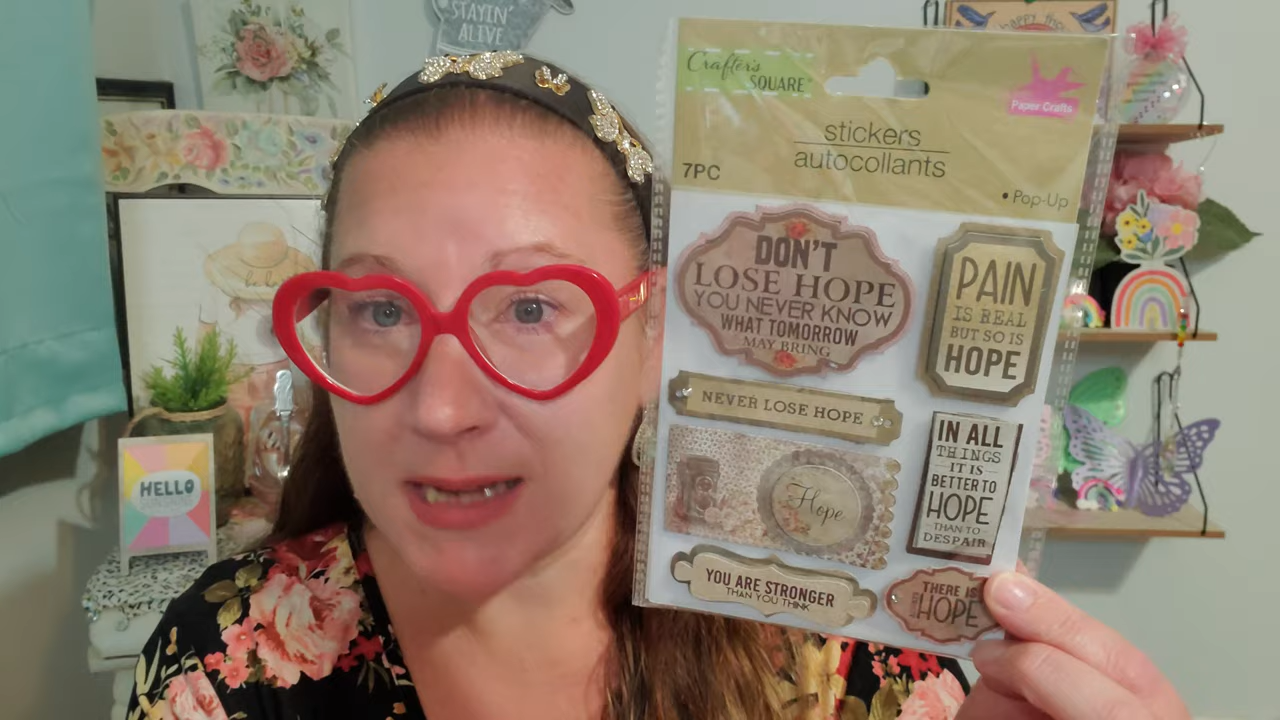 STAYIN'
ALIVE
Crafter's
SQUARE
Paper Crafts
stickers
autocollants
7PC
• Pop-Up
DON'T
LOSE HOPE
YOU NEVER KNOW
WHAT TOMORROW
MAY BRING
PAIN
IS REAL
BUT SO IS
HOPE
NEVER LOSE HOPE
IN ALL
THINGS
IT IS
BETTER TO
HOPE
THAN TO
DESPAIR
Hope
YOU ARE STRONGER
THAN YOU THINK
THERE IS
HOPE
HELLO